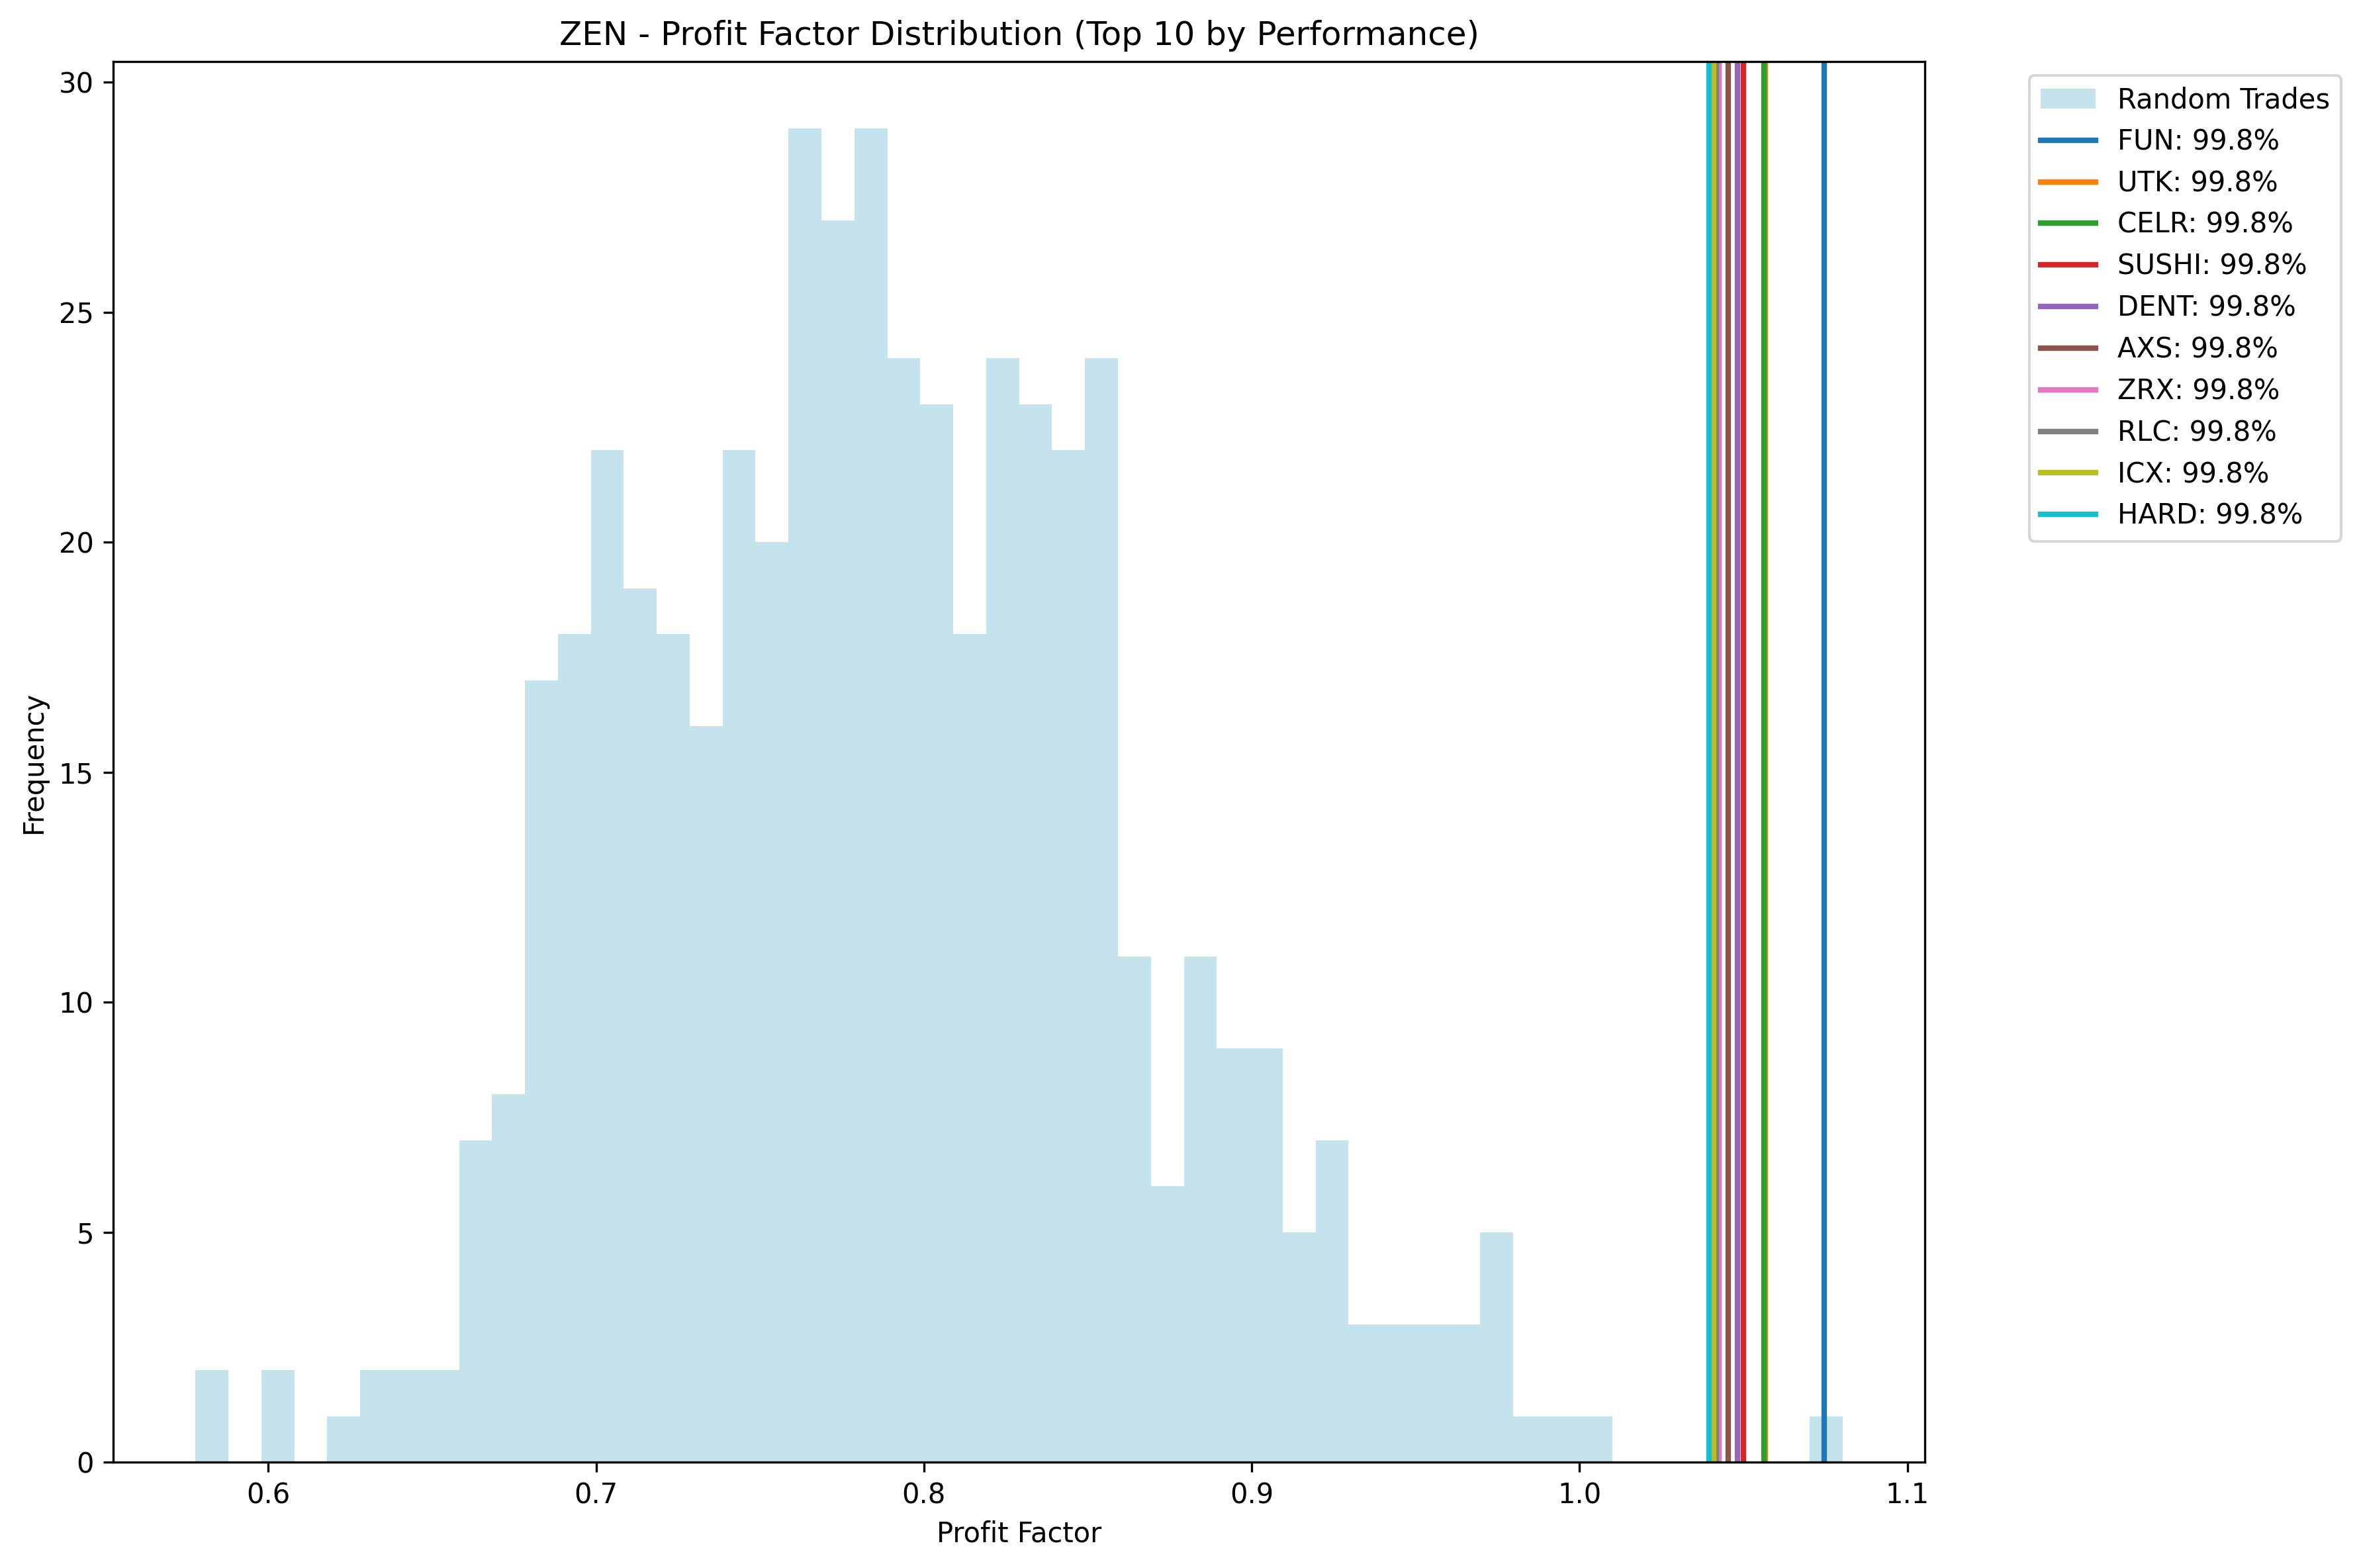 ZEN - Profit Factor Distribution (Top 10 by Performance)
30
25
20
15
10
5
0
Frequency
0.6 0.7 0.8 0.9 1.0 1.1
Profit Factor
Random Trades
FUN: 99.8%
UTK: 99.8%
CELR: 99.8%
SUSHI: 99.8%
DENT: 99.8%
AXS: 99.8%
ZRX: 99.8%
RLC: 99.8%
ICX: 99.8%
HARD: 99.8%